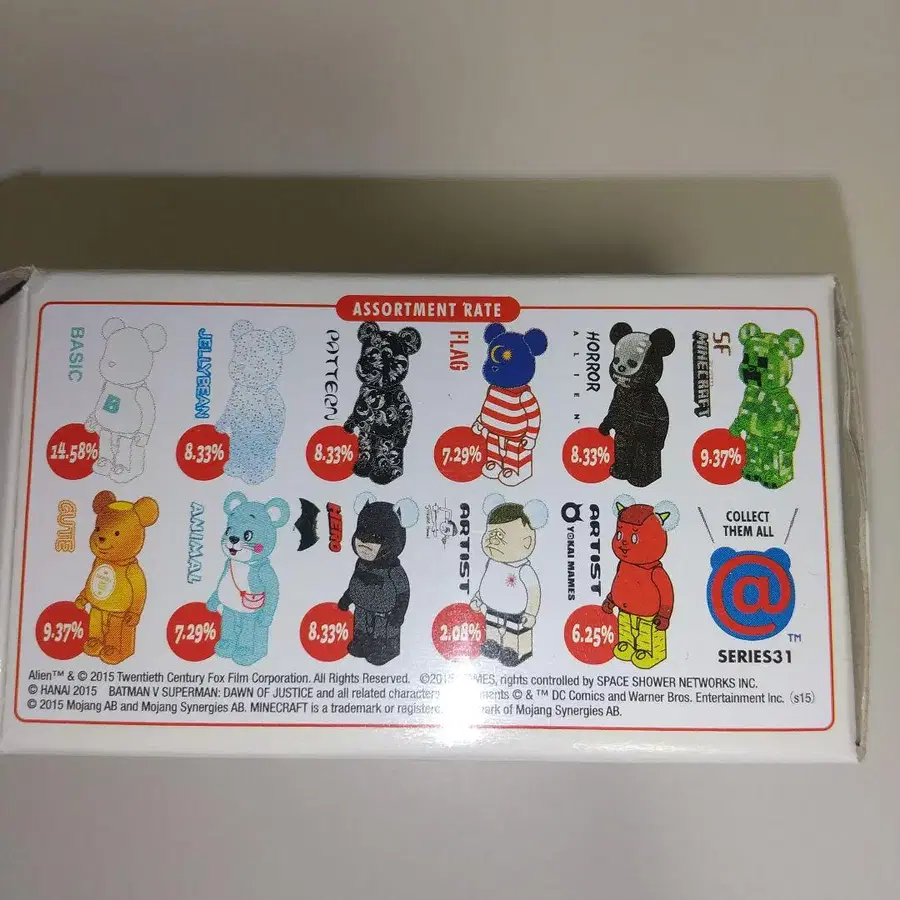 ASSORTMENT RATE
BASIC
14.58%
JELLYBEAN
8.33%
PATTERN
8.33%
FLAG
7.29%
HORROR
ALIEN
8.33%
SF
MINECRAFT
9.37%
CUTE
9.37%
ANIMAL
7.29%
HERO
8.33%
ARTIST
2.08%
ARTIST
YOKAI MAMES
6.25%
COLLECT
THEM ALL
@
TM
SERIES31
Alien™ & © 2015 Twentieth Century Fox Film Corporation. All Rights Reserved. ©2015 rights controlled by SPACE SHOWER NETWORKS INC.
© HANAI 2015 BATMAN V SUPERMAN: DAWN OF JUSTICE and all related characters © & ™ DC Comics and Warner Bros. Entertainment Inc. (s15)
© 2015 Mojang AB and Mojang Synergies AB. MINECRAFT is a trademark or of Mojang Synergies AB.